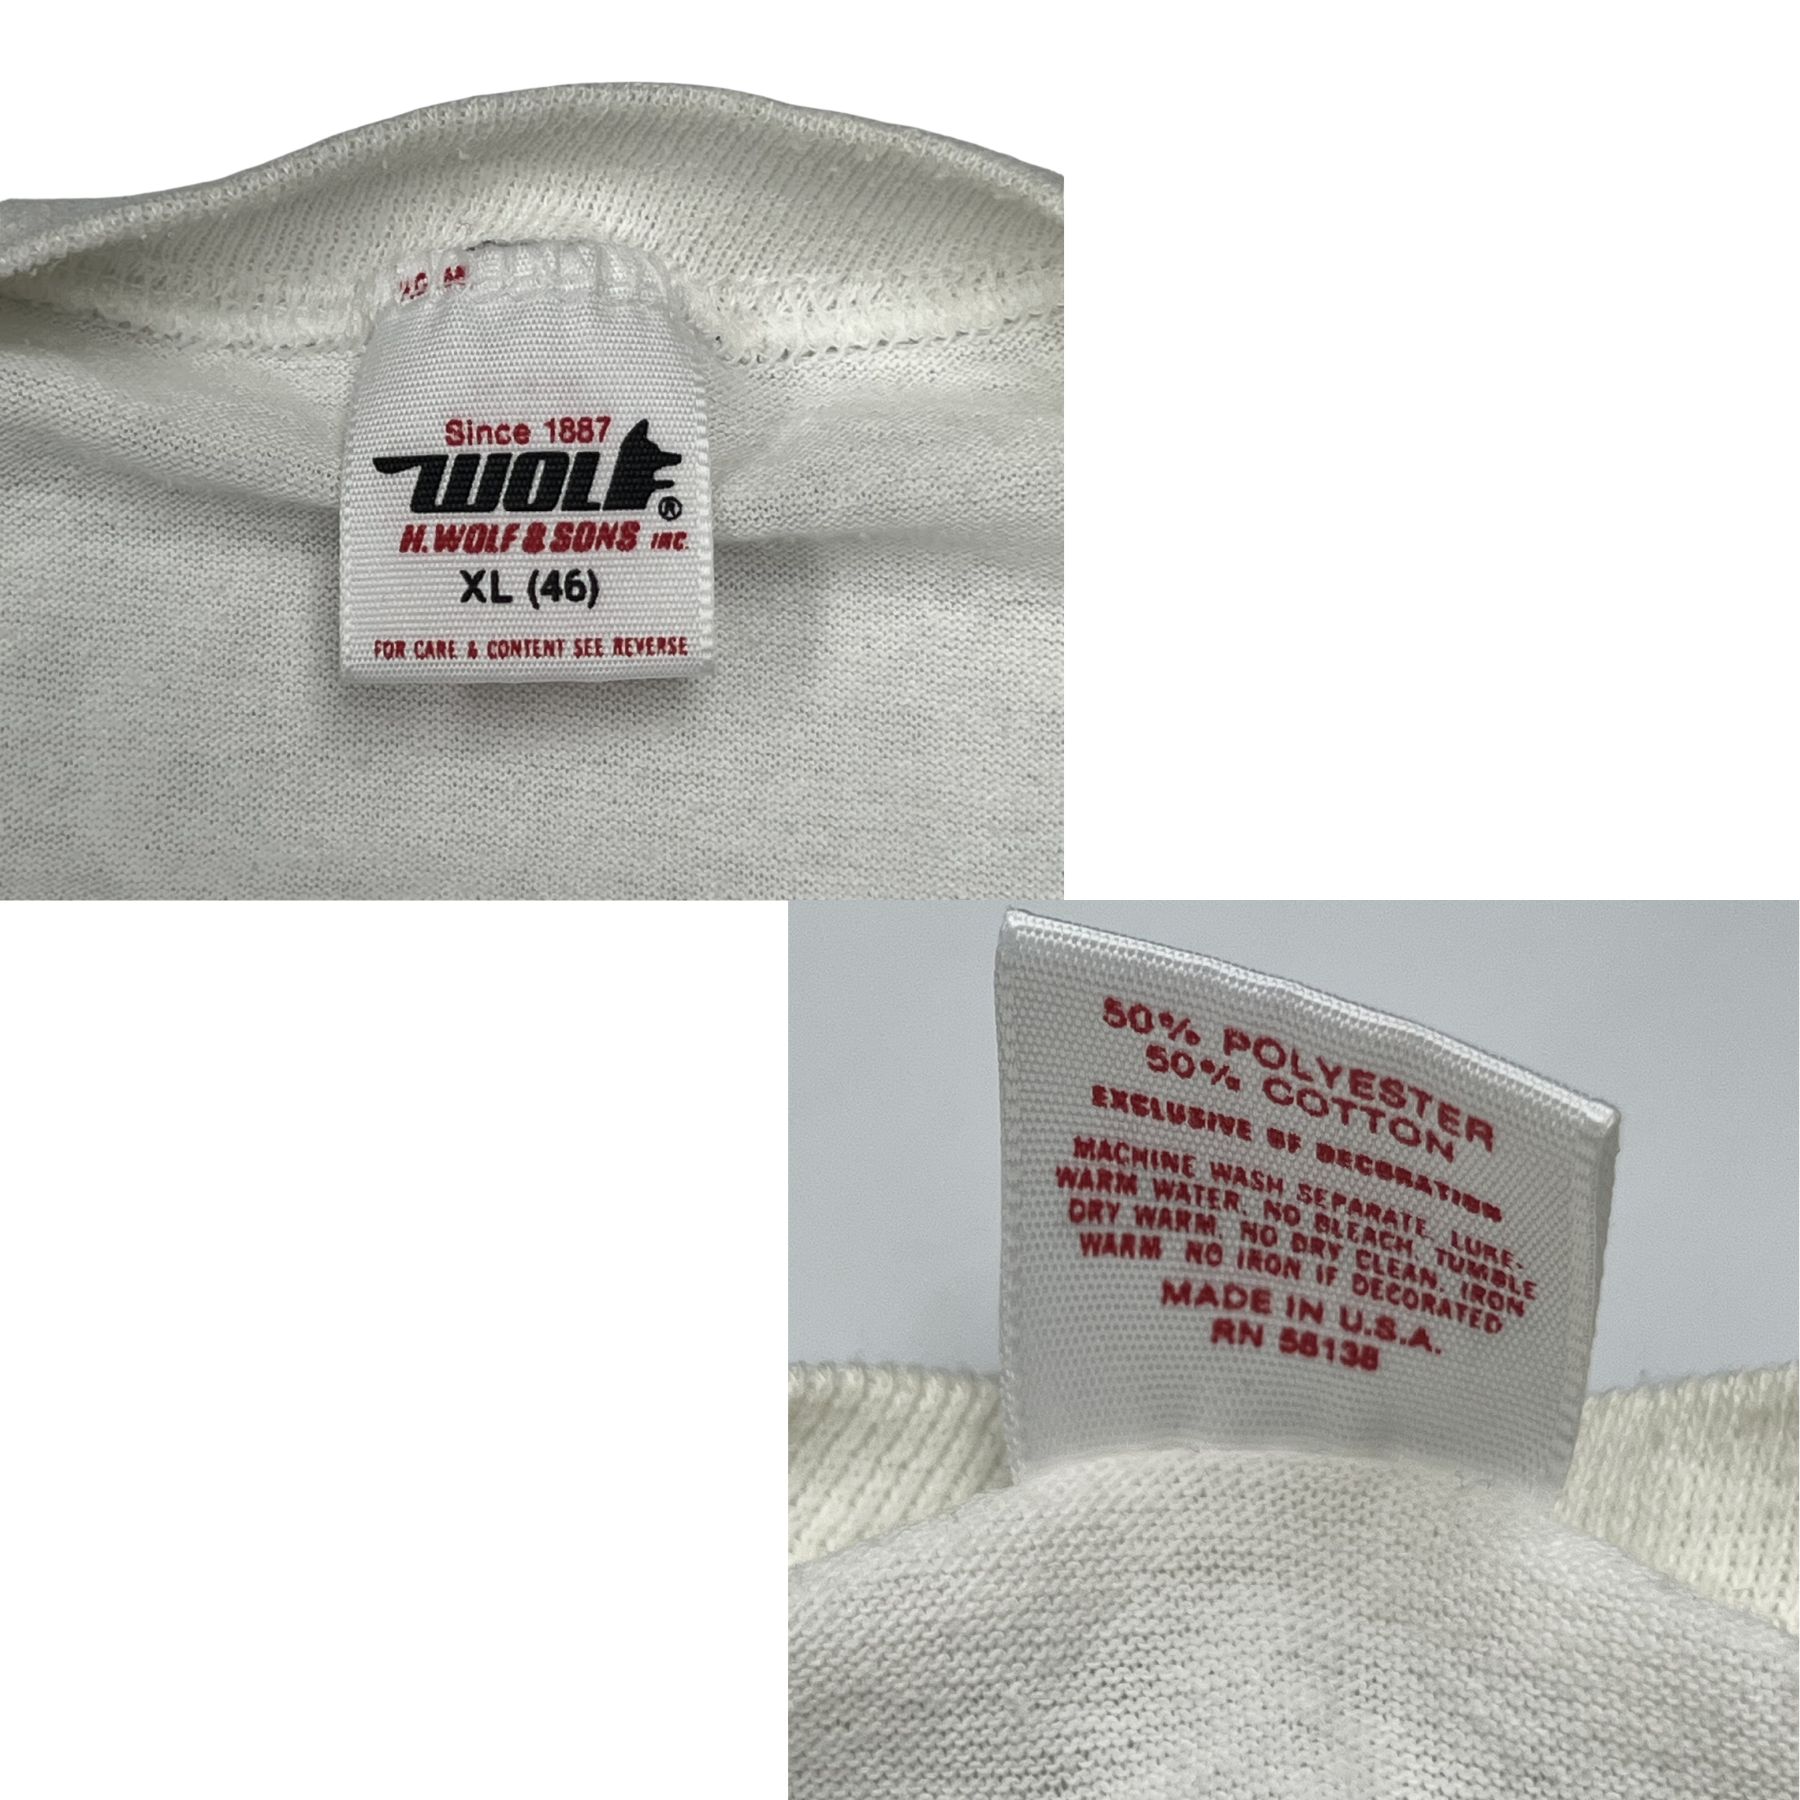 Since 1887
WOLF®
H. WOLF & SONS INC.
XL (46)
FOR CARE & CONTENT SEE REVERSE
50% POLYESTER
50% COTTON
EXCLUSIVE OF DECORATION
MACHINE WASH SEPARATE, LUKE-
WARM WATER, NO BLEACH, TUMBLE
DRY WARM, NO DRY CLEAN, IRON
WARM NO IRON IF DECORATED
MADE IN U.S.A.
RN 58138